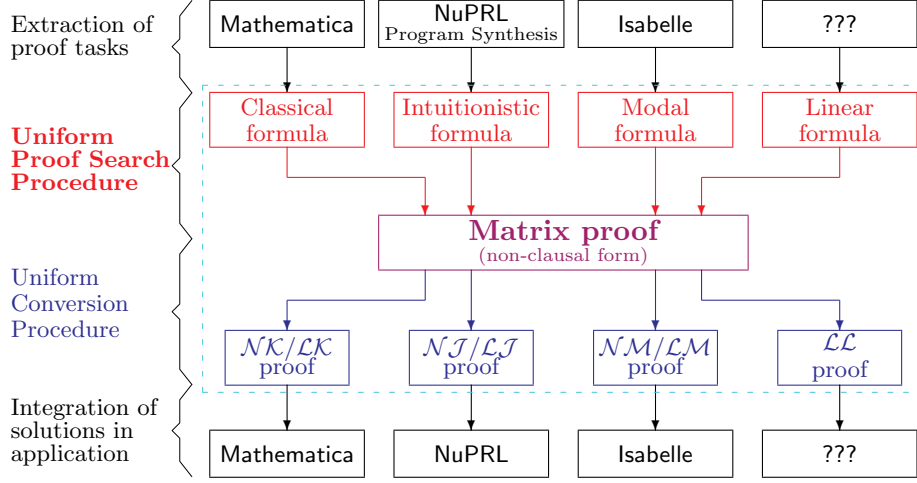 Extraction of
proof tasks
Mathematica
NuPRL
Program Synthesis
Isabelle
???
Uniform
Proof Search
Procedure
Classical
formula
Intuitionistic
formula
Modal
formula
Linear
formula
Matrix proof
(non-clausal form)
Uniform
Conversion
Procedure
𝒩𝒦/ℒ𝒦
proof
𝒩𝒥/ℒ𝒥
proof
𝒩ℳ/ℒℳ
proof
ℒℒ
proof
Integration of
solutions in
application
Mathematica
NuPRL
Isabelle
???